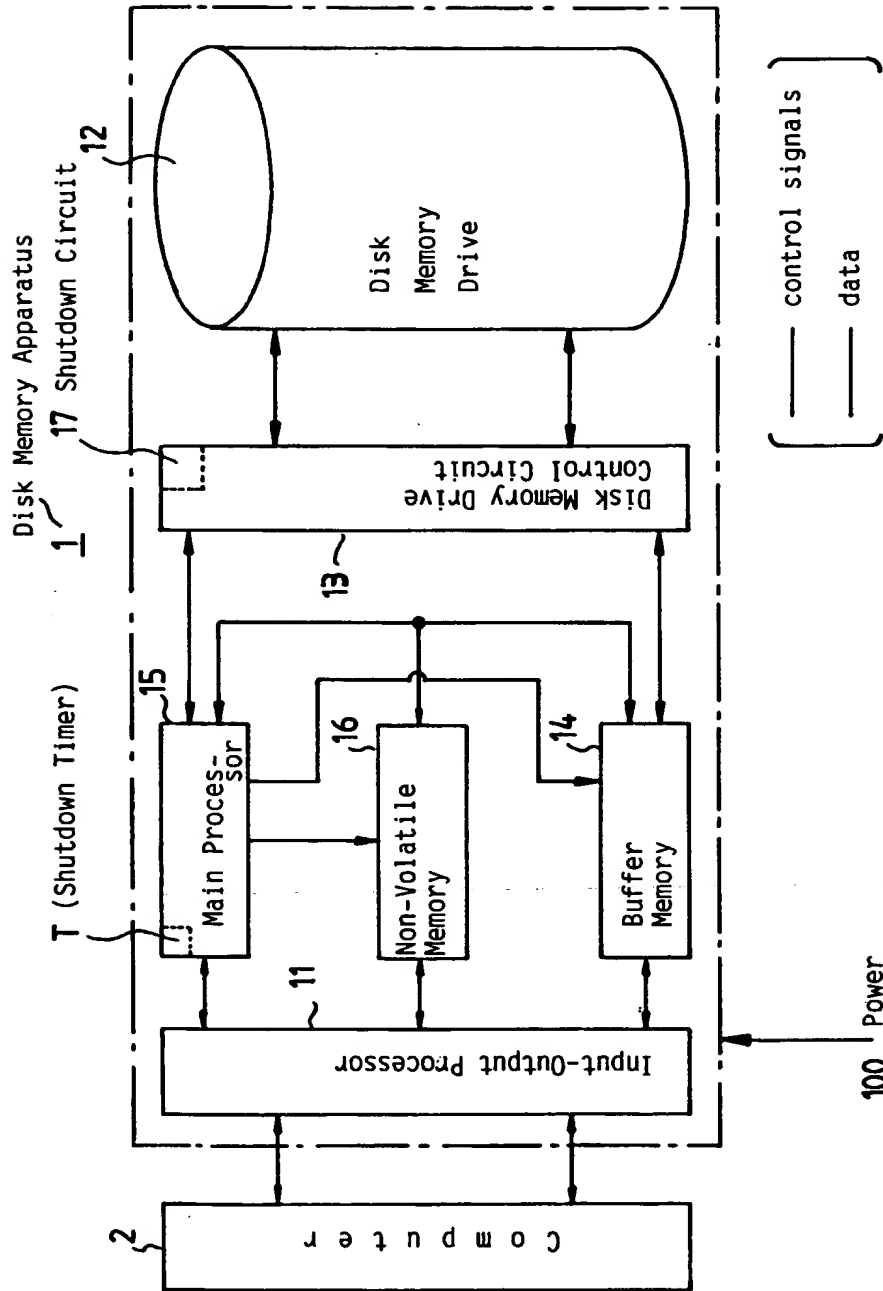 Disk Memory Apparatus
1
17 Shutdown Circuit
12
T (Shutdown Timer)
15
Main Proces-
sor
16
Non-Volatile
Memory
14
Buffer
Memory
11
Input-Output Processor
13
Disk Memory Drive
Control Circuit
Disk
Memory
Drive
2
Computer
100 Power
control signals
data